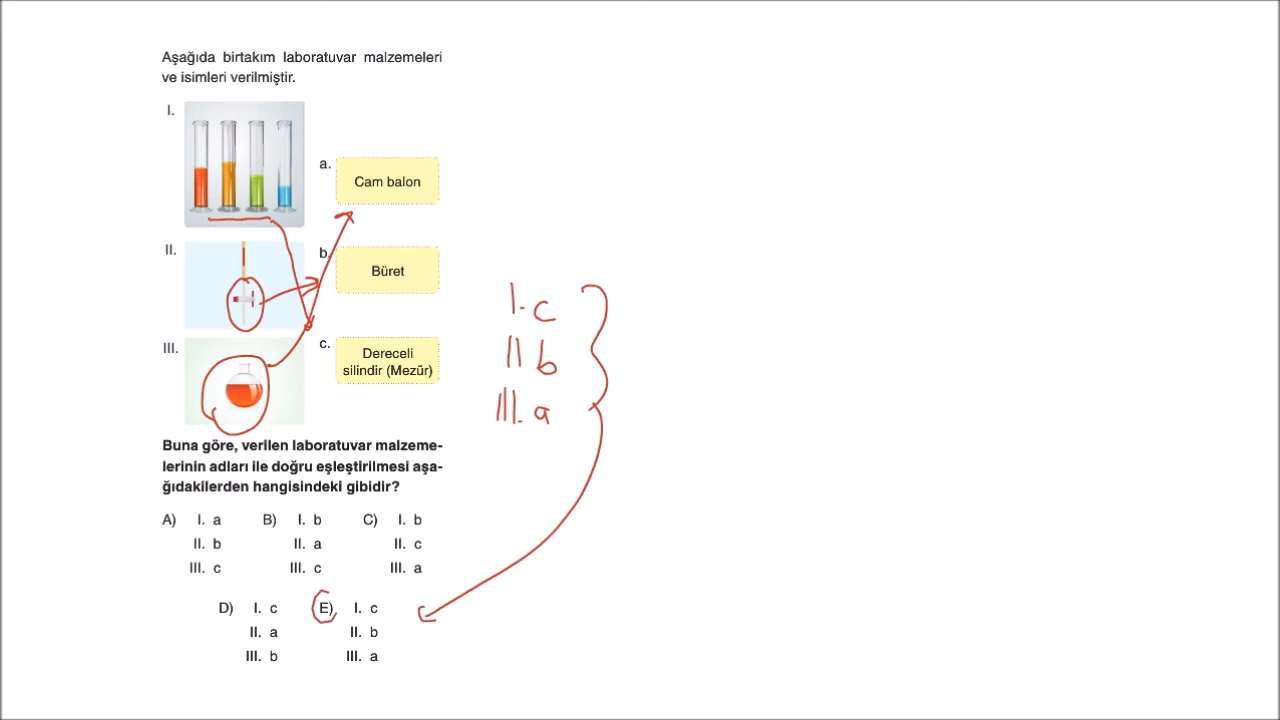 Aşağıda birtakım laboratuvar malzemeleri
ve isimleri verilmiştir.
I.
a.
Cam balon
II.
b.
Büret
III.
c.
Dereceli
silindir (Mezür)
I. c
II b
III. a
Buna göre, verilen laboratuvar malzeme-
lerinin adları ile doğru eşleştirilmesi aşa-
ğıdakilerden hangisindeki gibidir?
A) I. a B) I. b C) I. b
II. b II. a II. c
III. c III. c III. a
D) I. c E) I. c
II. a II. b
III. b III. a